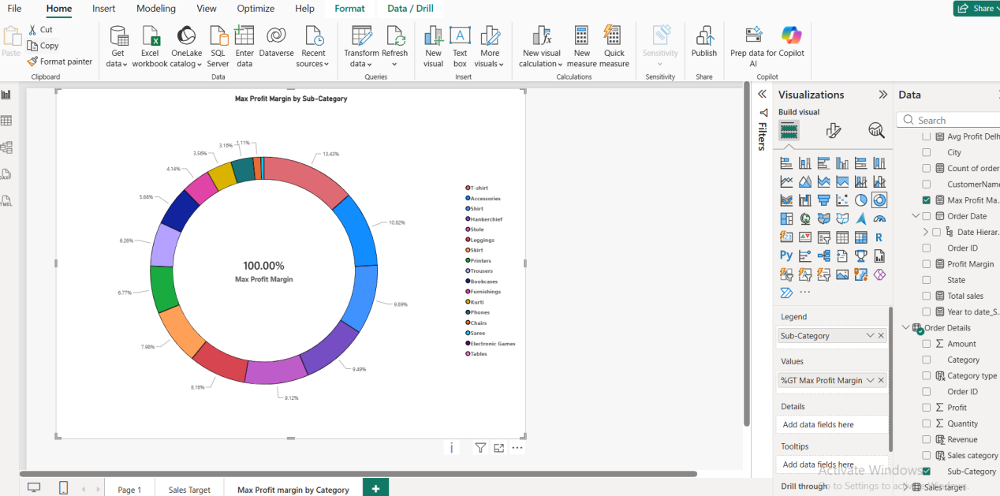 File Home Insert Modeling View Optimize Help Format Data / Drill Share
Paste
Cut
Copy
Format painter
Clipboard
Get data
Excel workbook
OneLake catalog
SQL Server
Enter data
Dataverse
Recent sources
Data
Transform data
Refresh
Queries
New visual
Text box
More visuals
Insert
New visual calculation
New measure
Quick measure
Calculations
Sensitivity
Sensitivity
Publish
Share
Prep data for AI
Copilot
Copilot
Max Profit Margin by Sub-Category
13.43%
10.82%
9.89%
9.49%
9.12%
8.16%
7.98%
6.77%
6.26%
5.68%
4.14%
3.56%
3.16%
1.11%
100.00%
Max Profit Margin
T-shirt
Accessories
Shirt
Hankerchief
Stole
Leggings
Skirt
Printers
Trousers
Bookcases
Furnishings
Kurti
Phones
Chairs
Saree
Electronic Games
Tables
Filters
Visualizations
Build visual
R
Py
Legend
Sub-Category
Values
%GT Max Profit Margin
Details
Add data fields here
Tooltips
Add data fields here
Drill through
Data
Search
Avg Profit Delh
City
Count of order
CustomerName
Max Profit Ma...
Order Date
Date Hierar...
Order ID
Profit Margin
State
Total sales
Year to date_S...
Order Details
Amount
Category
Category type
Order ID
Profit
Quantity
Revenue
Sales category
Sub-Category
Sales target
Activate Windows
Go to Settings to activate Windows.
Page 1
Sales Target
Max Profit margin by Category